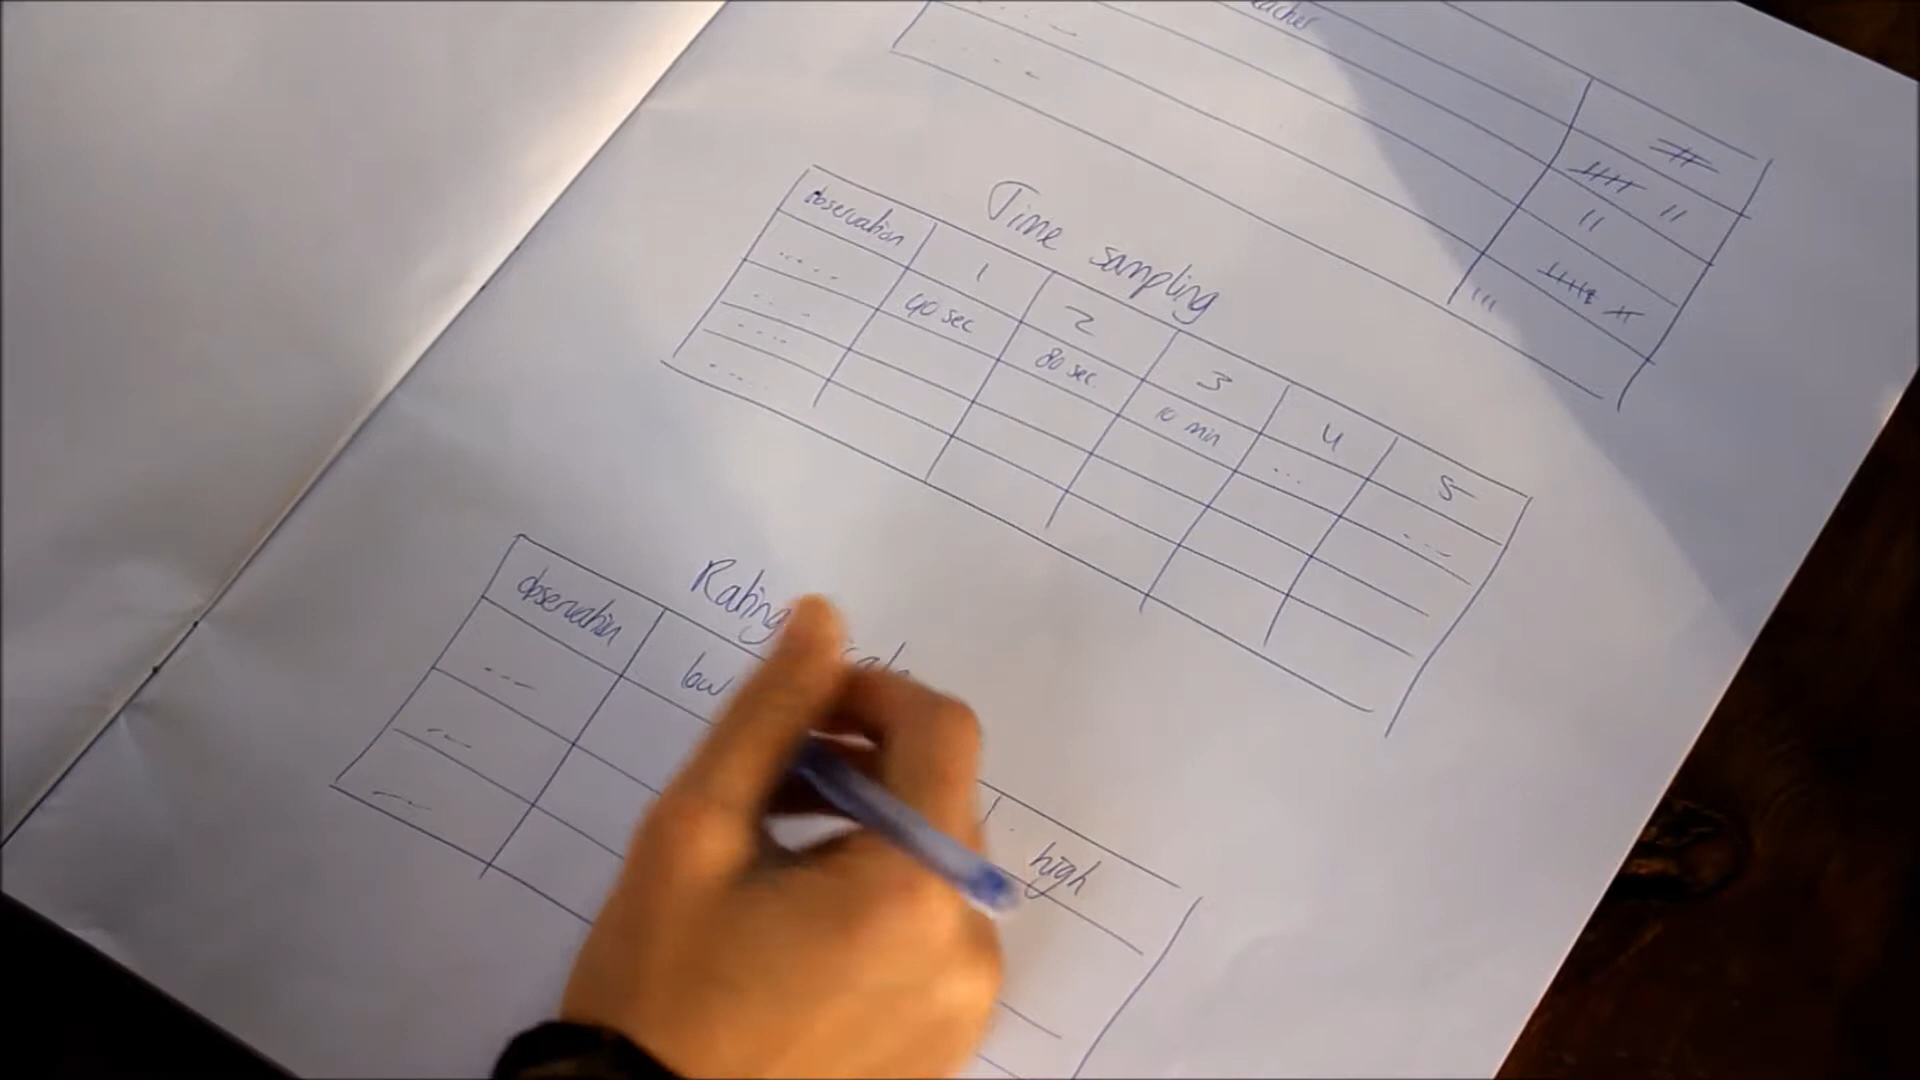 #
Time sampling
observation 1 2 3 4 5
40 sec 80 sec 10 min
Rating
observation low high